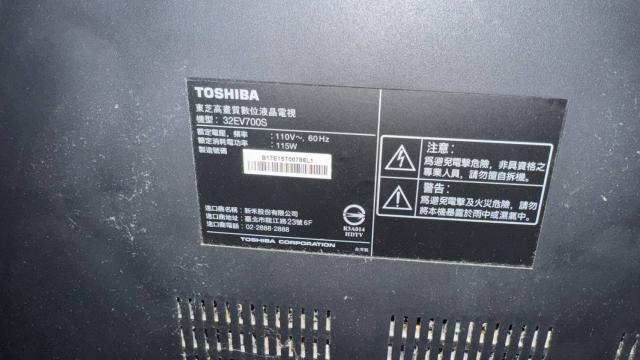 TOSHIBA
東芝高畫質數位液晶電視
機型: 32EV700S
額定電壓，頻率 : 110V～, 60Hz
額定消耗電功率 : 115W
製造號碼
B17E15T00786L1
進口商名稱：新禾股份有限公司
進口商地址：臺北市龍江路23號6F
進口商電話：02-2888-2888
TOSHIBA CORPORATION
R3A014
HDTV
台灣製
注意:
為避免電擊危險，非具資格之
專業人員，請勿擅自拆機。
警告:
為避免電擊及火災危險，請勿
將本機暴露於雨中或濕氣中。